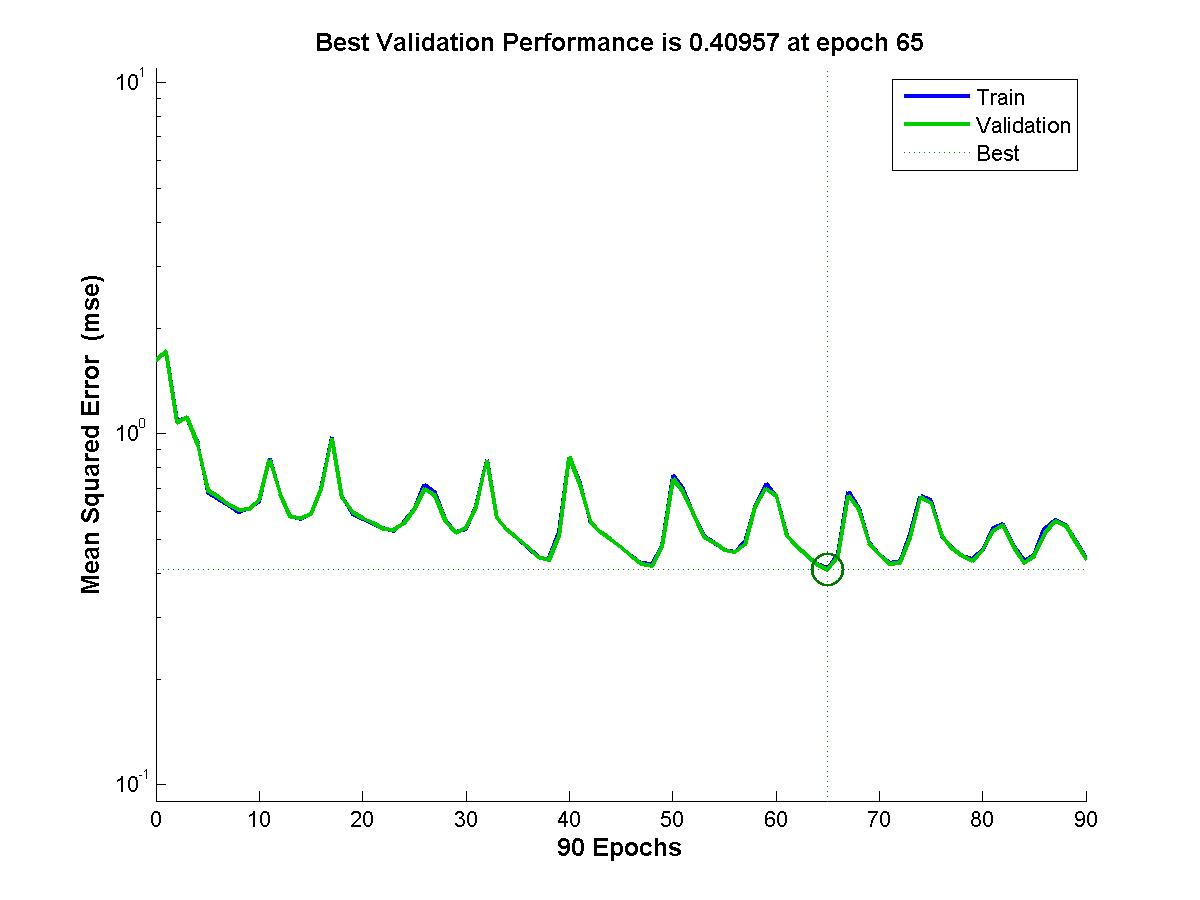 Best Validation Performance is 0.40957 at epoch 65
10^1
Train
Validation
Best
Mean Squared Error (mse)
10^0
10^-1
0 10 20 30 40 50 60 70 80 90
90 Epochs